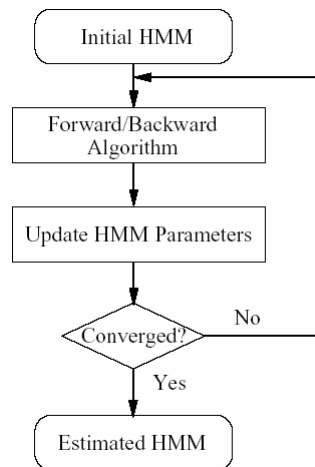 Initial HMM
Forward/Backward
Algorithm
Update HMM Parameters
Converged?
No
Yes
Estimated HMM